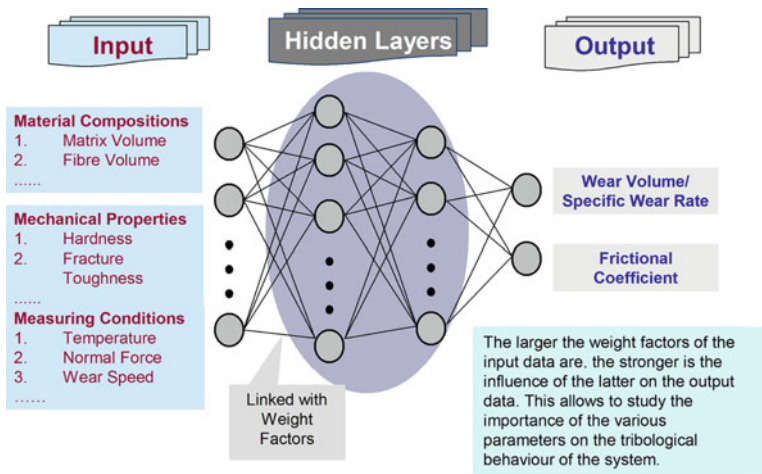 Input
Hidden Layers
Output
Material Compositions
1. Matrix Volume
2. Fibre Volume
......
Mechanical Properties
1. Hardness
2. Fracture
Toughness
......
Measuring Conditions
1. Temperature
2. Normal Force
3. Wear Speed
......
Linked with
Weight
Factors
Wear Volume/
Specific Wear Rate
Frictional
Coefficient
The larger the weight factors of the
input data are, the stronger is the
influence of the latter on the output
data. This allows to study the
importance of the various
parameters on the tribological
behaviour of the system.